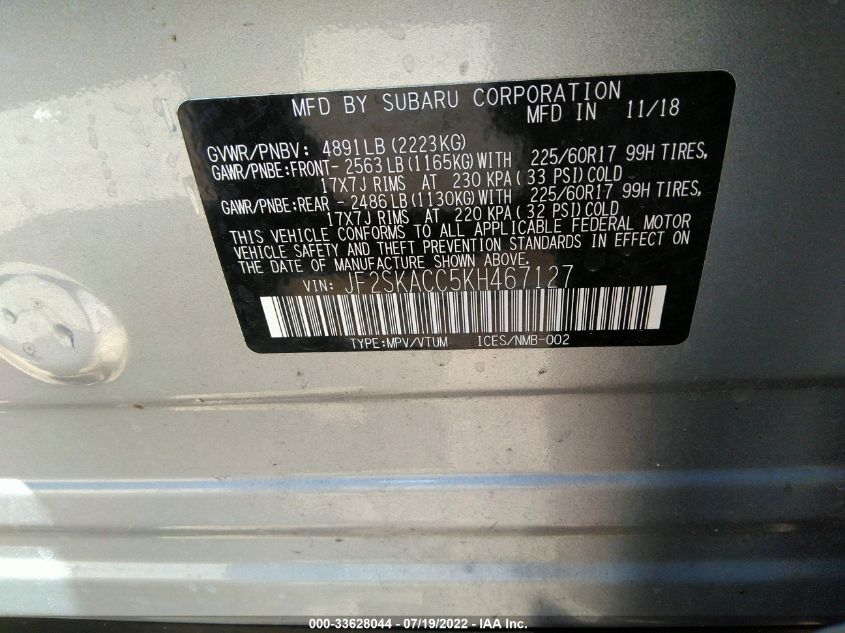 MFD BY SUBARU CORPORATION
MFD IN 11/18
GVWR/PNBV: 4891LB (2223KG)
GAWR/PNBE:FRONT- 2563 LB (1165KG) WITH 225/60R17 99H TIRES,
17X7J RIMS AT 230 KPA ( 33 PSI) COLD
GAWR/PNBE:REAR - 2486 LB (1130KG) WITH 225/60R17 99H TIRES,
17X7J RIMS AT 220 KPA ( 32 PSI) COLD
THIS VEHICLE CONFORMS TO ALL APPLICABLE FEDERAL MOTOR
VEHICLE SAFETY AND THEFT PREVENTION STANDARDS IN EFFECT ON
THE DATE OF MANUFACTURE SHOWN ABOVE.
VIN: JF2SKACC5KH467127
TYPE:MPV/VTUM ICES/NMB-002
000-33628044 - 07/19/2022 - IAA Inc.